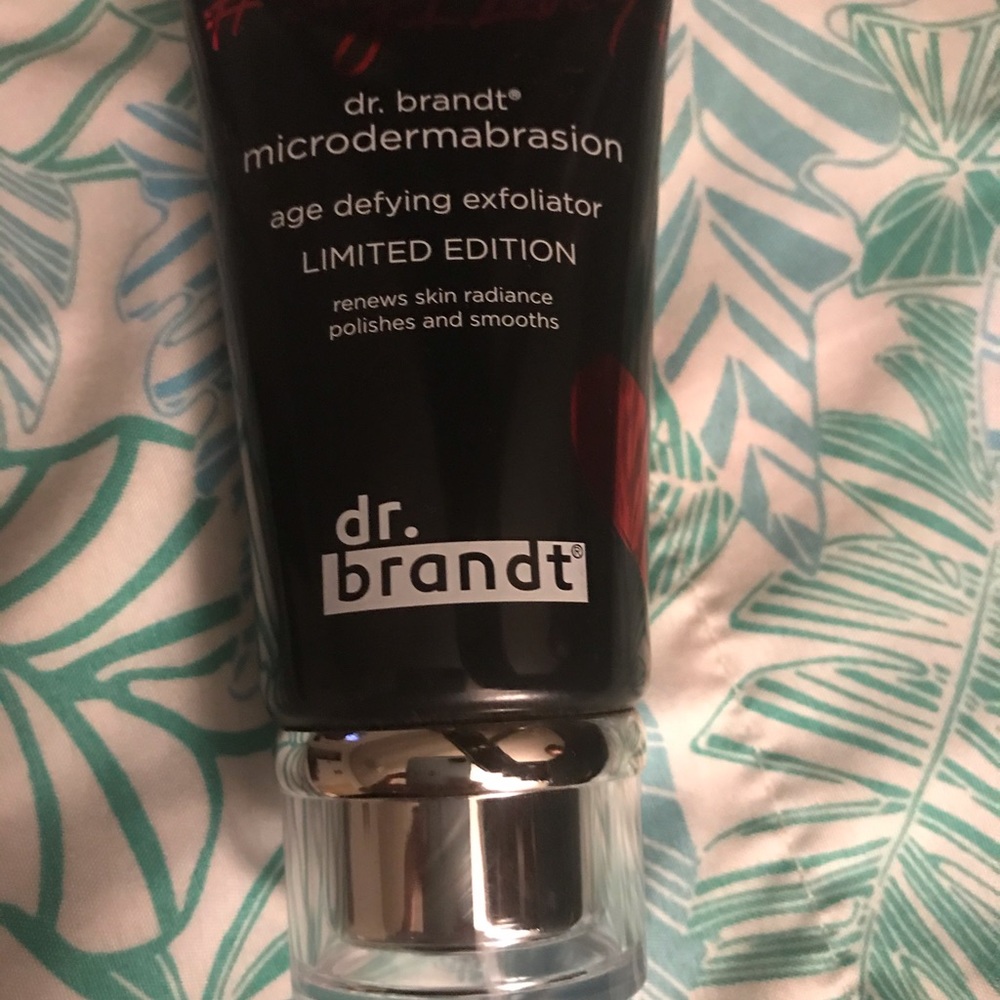 dr. brandt®
microdermabrasion
age defying exfoliator
LIMITED EDITION
renews skin radiance
polishes and smooths
dr.
brandt®